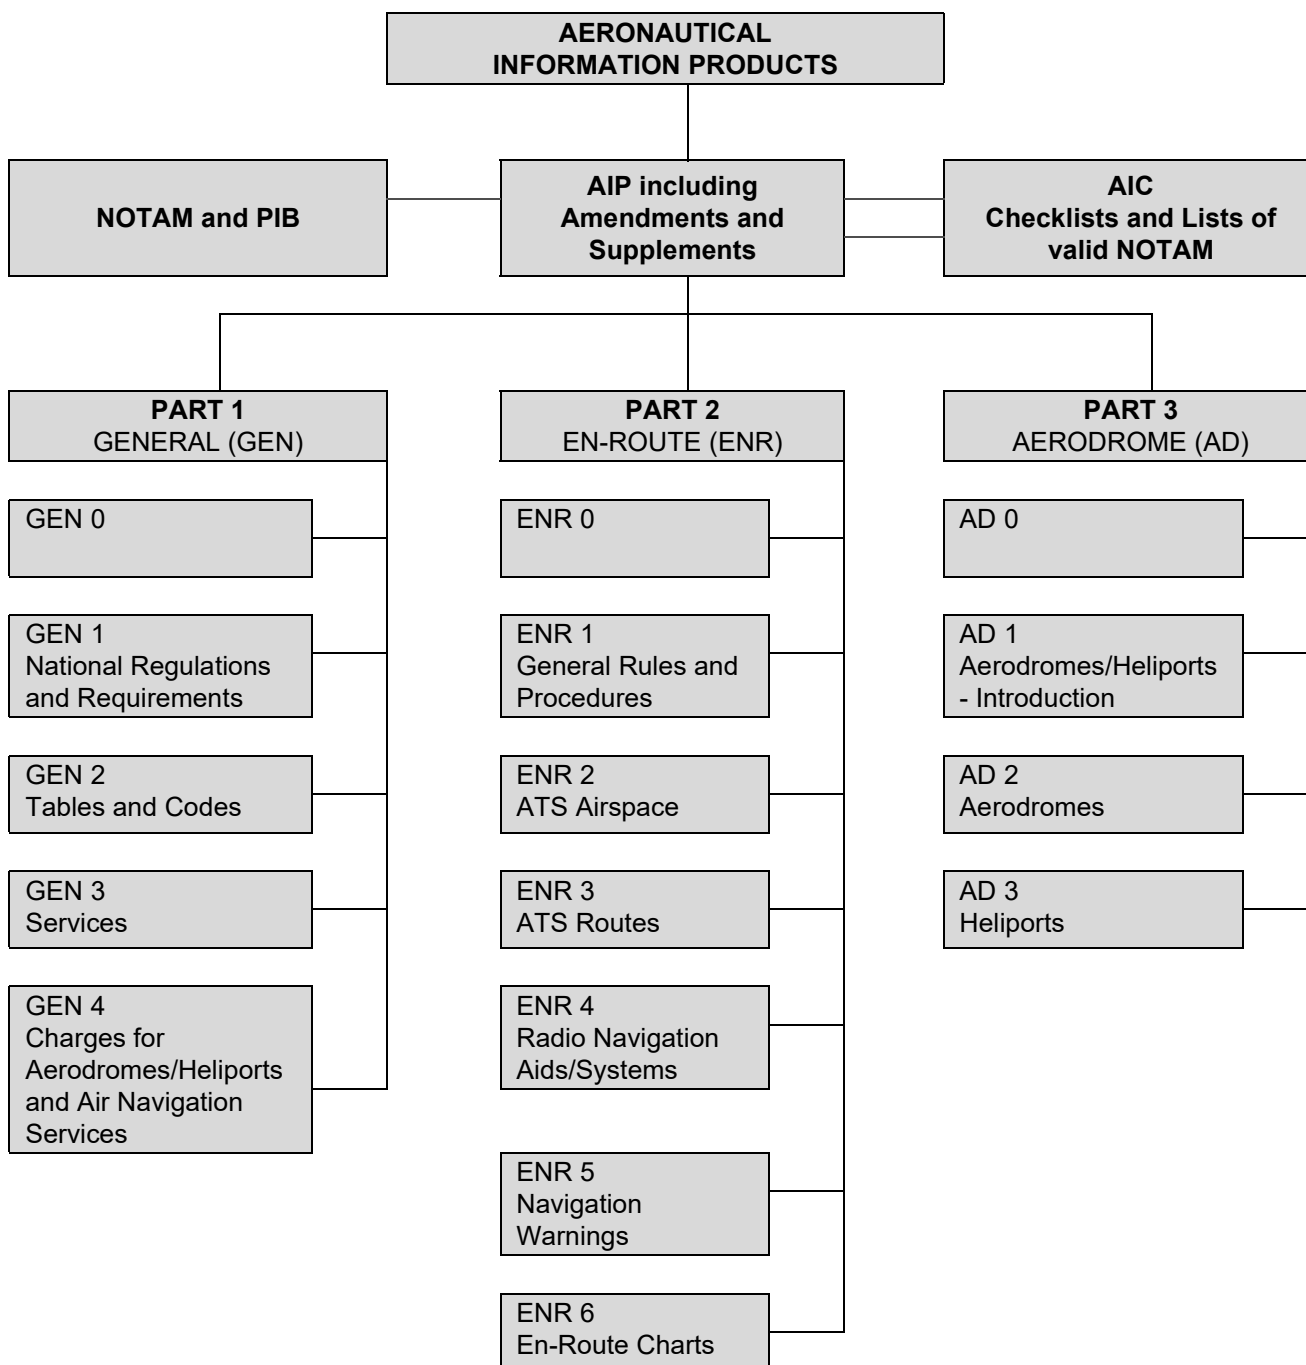 AERONAUTICAL
INFORMATION PRODUCTS
NOTAM and PIB
AIP including
Amendments and
Supplements
AIC
Checklists and Lists of
valid NOTAM
PART 1
GENERAL (GEN)
PART 2
EN-ROUTE (ENR)
PART 3
AERODROME (AD)
GEN 0
GEN 1
National Regulations
and Requirements
GEN 2
Tables and Codes
GEN 3
Services
GEN 4
Charges for
Aerodromes/Heliports
and Air Navigation
Services
ENR 0
ENR 1
General Rules and
Procedures
ENR 2
ATS Airspace
ENR 3
ATS Routes
ENR 4
Radio Navigation
Aids/Systems
ENR 5
Navigation
Warnings
ENR 6
En-Route Charts
AD 0
AD 1
Aerodromes/Heliports
- Introduction
AD 2
Aerodromes
AD 3
Heliports